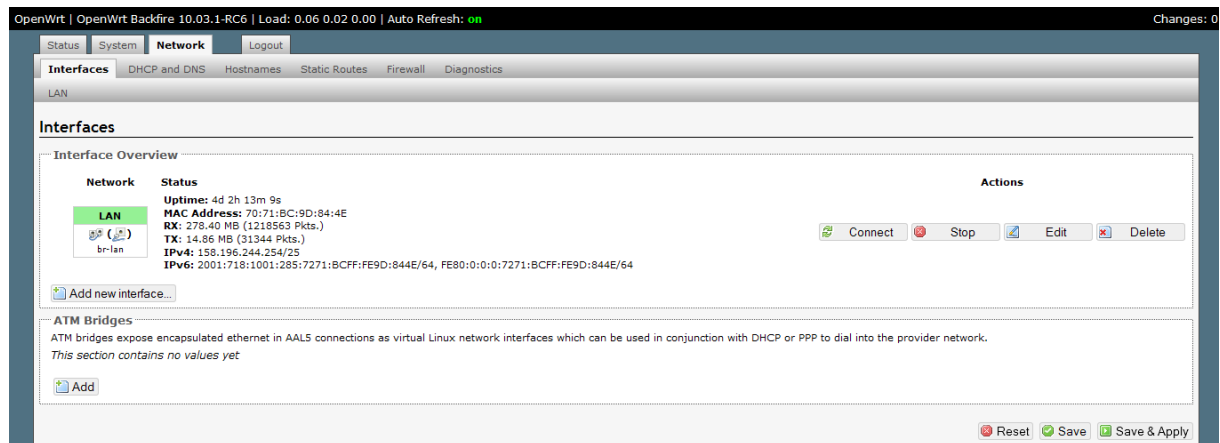 OpenWrt | OpenWrt Backfire 10.03.1-RC6 | Load: 0.06 0.02 0.00 | Auto Refresh: on Changes: 0
Status System Network Logout
Interfaces DHCP and DNS Hostnames Static Routes Firewall Diagnostics
LAN
Interfaces
Interface Overview
Network Status Actions
Uptime: 4d 2h 13m 9s
LAN MAC Address: 70:71:BC:9D:84:4E
RX: 278.40 MB (1218563 Pkts.)
( ) TX: 14.86 MB (31344 Pkts.) Connect Stop Edit Delete
br-lan IPv4: 158.196.244.254/25
IPv6: 2001:718:1001:285:7271:BCFF:FE9D:844E/64, FE80:0:0:0:7271:BCFF:FE9D:844E/64
Add new interface...
ATM Bridges
ATM bridges expose encapsulated ethernet in AAL5 connections as virtual Linux network interfaces which can be used in conjunction with DHCP or PPP to dial into the provider network.
This section contains no values yet
Add
Reset Save Save & Apply